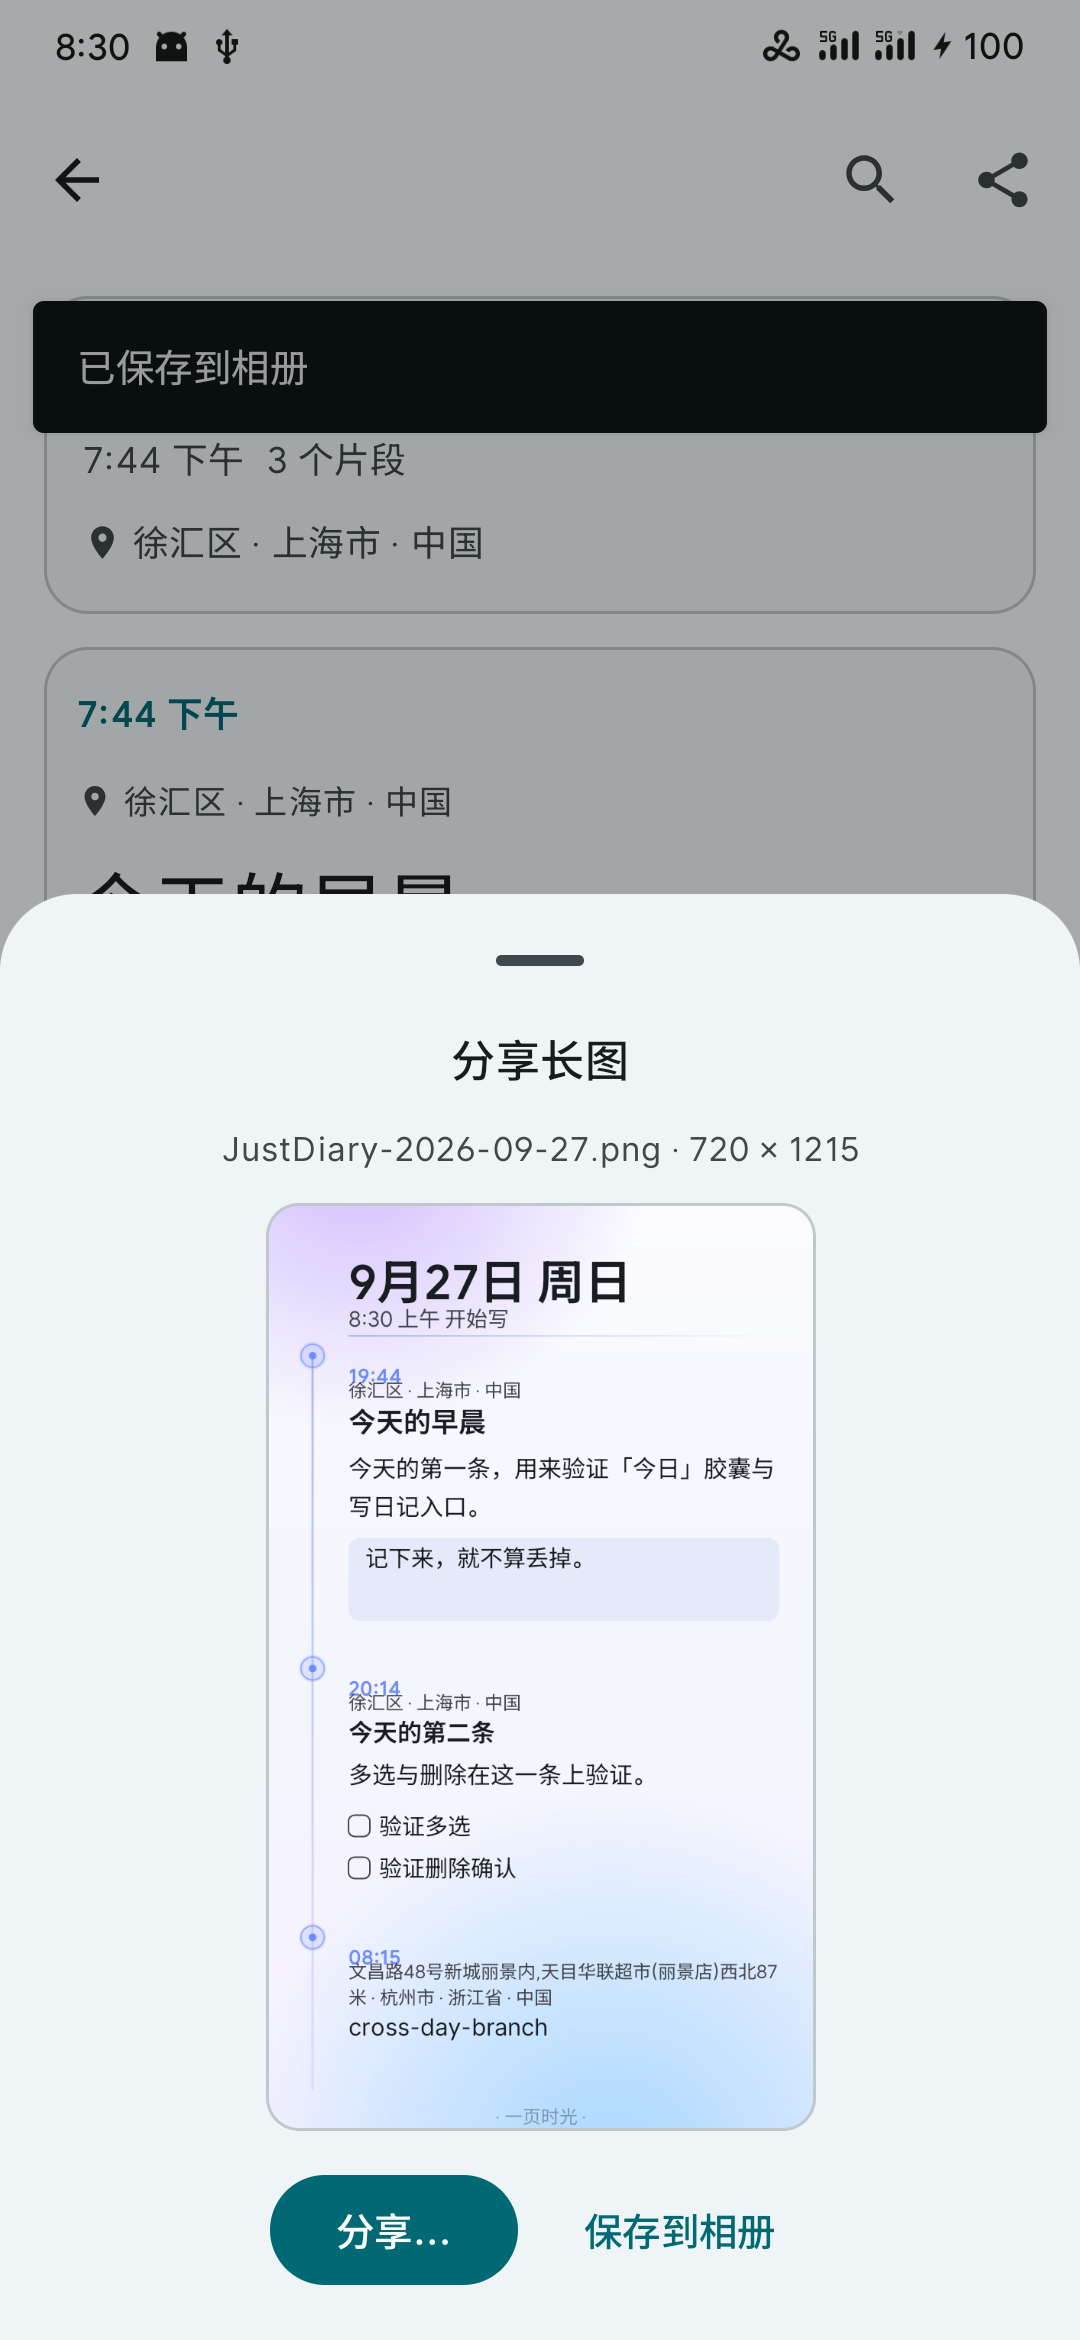 8:30
5G 5G 100
已保存到相册
7:44 下午 3 个片段
徐汇区 · 上海市 · 中国
7:44 下午
徐汇区 · 上海市 · 中国
今天的早晨
分享长图
JustDiary-2026-09-27.png · 720 × 1215
9月27日 周日
8:30 上午 开始写
19:44
徐汇区 · 上海市 · 中国
今天的早晨
今天的第一条，用来验证「今日」胶囊与
写日记入口。
记下来，就不算丢掉。
20:14
徐汇区 · 上海市 · 中国
今天的第二条
多选与删除在这一条上验证。
验证多选
验证删除确认
08:15
文昌路48号新城丽景内,天目华联超市(丽景店)西北87
米 · 杭州市 · 浙江省 · 中国
cross-day-branch
· 一页时光 ·
分享...
保存到相册